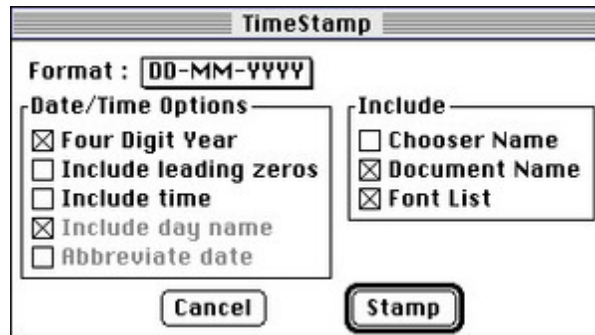 TimeStamp
Format : DD-MM-YYYY
Date/Time Options
Four Digit Year
Include leading zeros
Include time
Include day name
Abbreviate date
Include
Chooser Name
Document Name
Font List
Cancel
Stamp